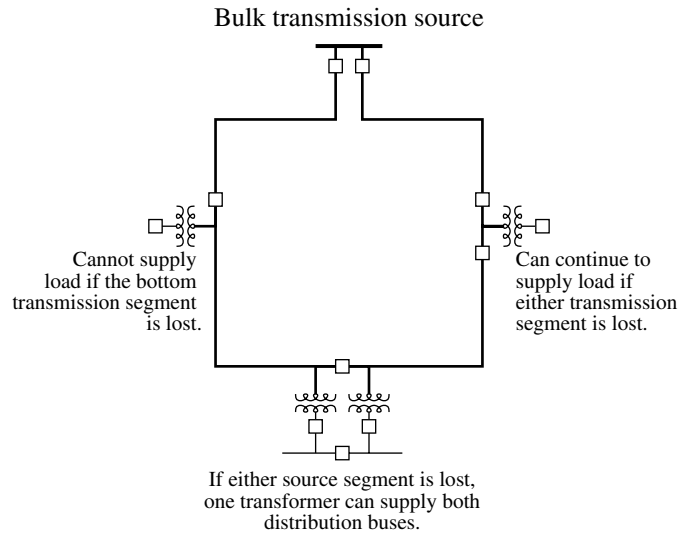 Bulk transmission source
Cannot supply
load if the bottom
transmission segment
is lost.
Can continue to
supply load if
either transmission
segment is lost.
If either source segment is lost,
one transformer can supply both
distribution buses.